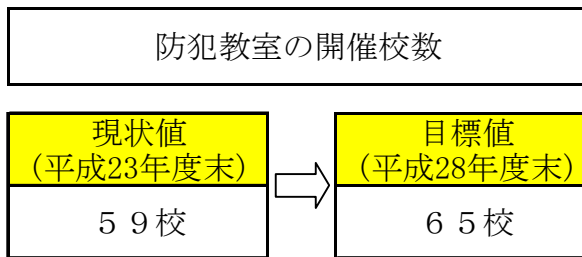 防犯教室の開催校数
現状値
(平成23年度末)
目標値
(平成28年度末)
５９校
６５校